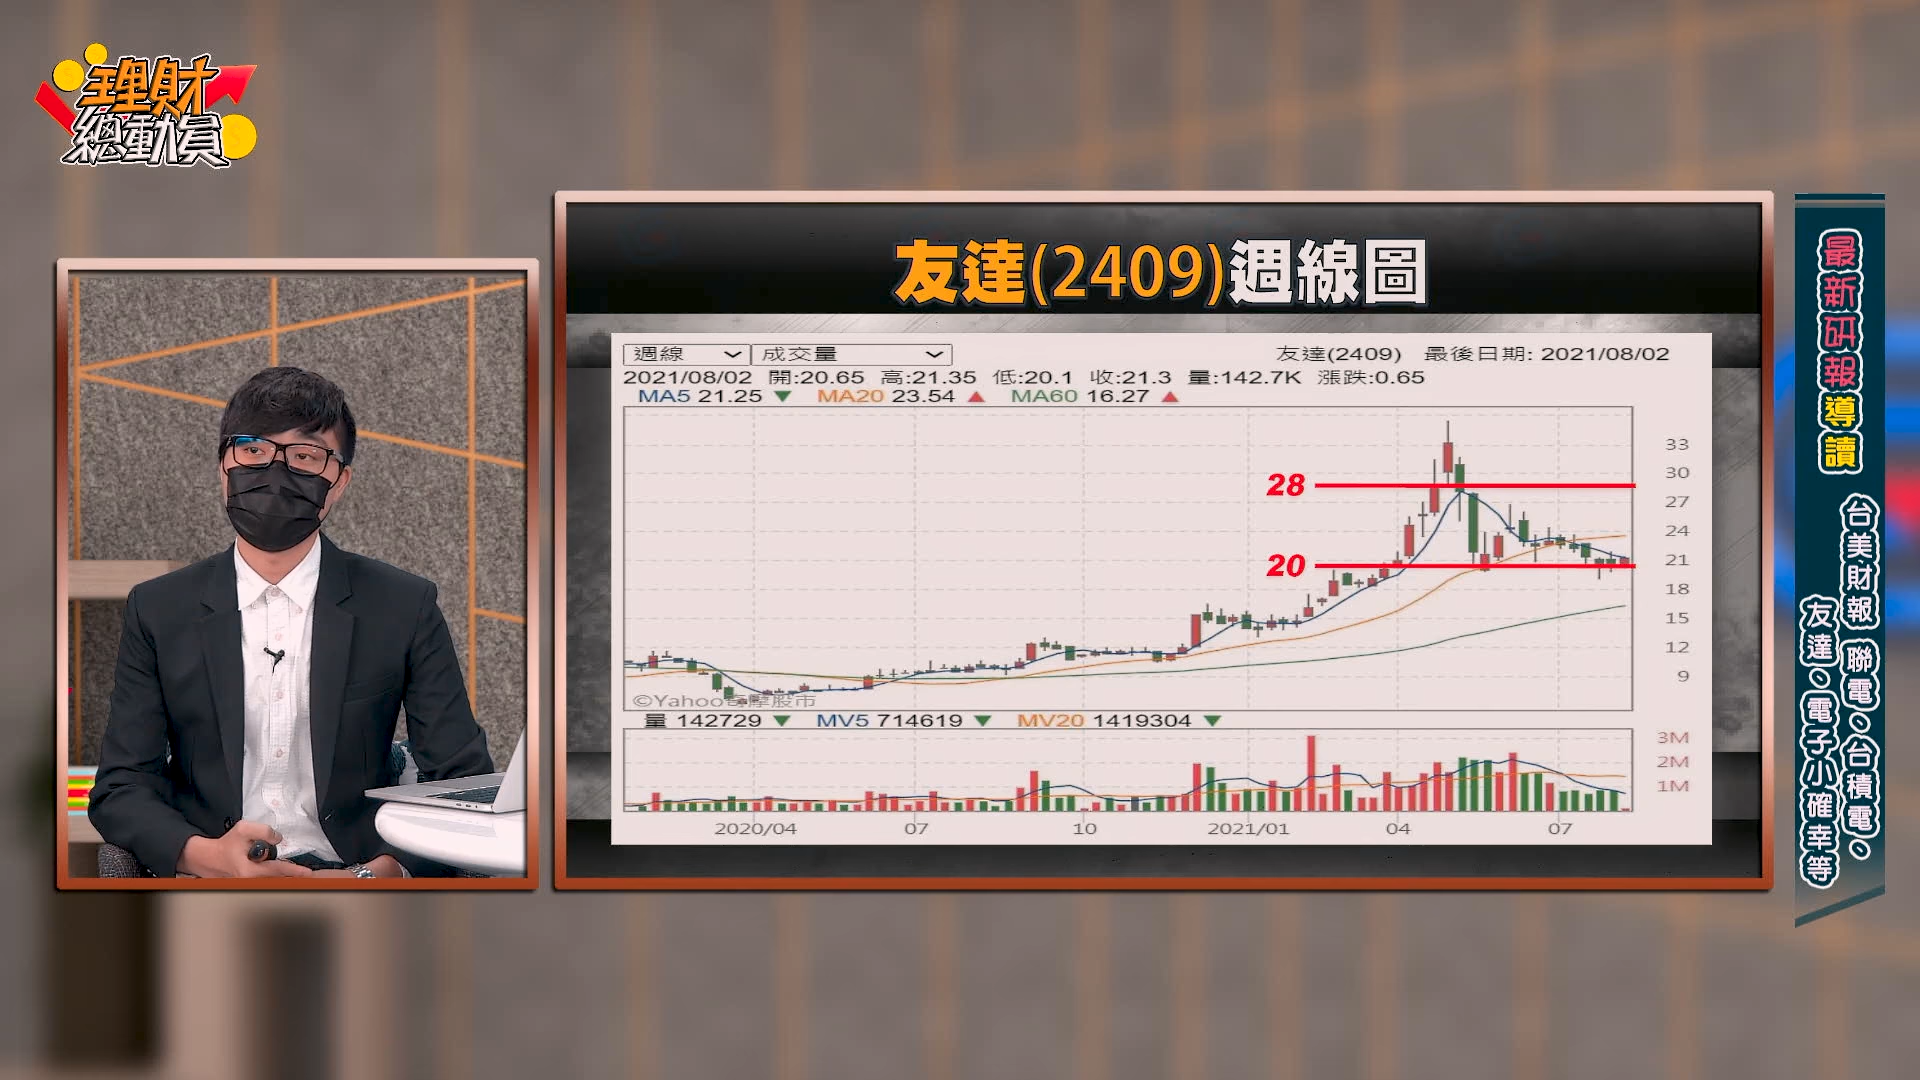 理財
總動員
友達(2409)週線圖
週線 成交量 友達(2409) 最後日期: 2021/08/02
2021/08/02 開:20.65 高:21.35 低:20.1 收:21.3 量:142.7K 漲跌:0.65
MA5 21.25 ▼ MA20 23.54 ▲ MA60 16.27 ▲
33
28
30
27
24
20
21
18
15
12
9
©Yahoo奇摩股市
量 142729 ▼ MV5 714619 ▼ MV20 1419304 ▼
3M
2M
1M
2020/04 07 10 2021/01 04 07
最新研報導讀
台美財報 聯電。台積電。
友達。電子小確幸等